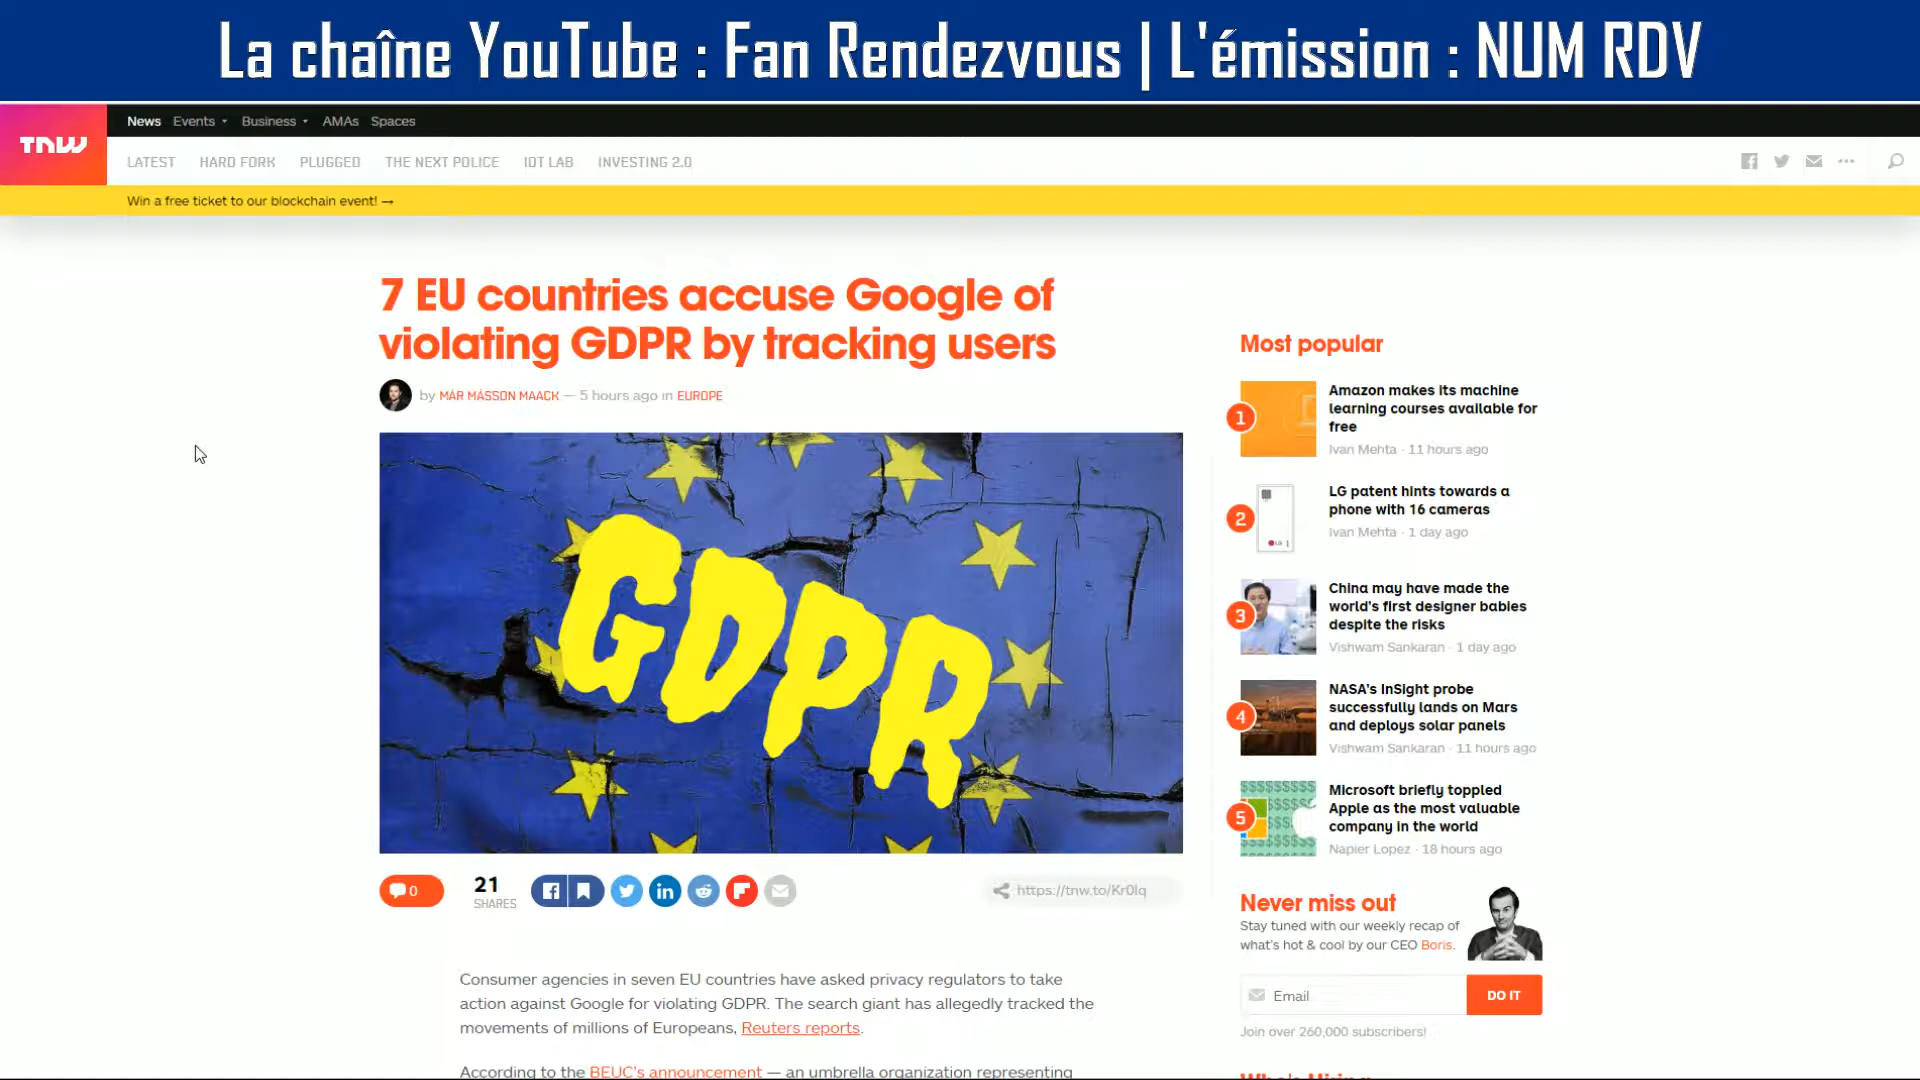 La chaîne YouTube : Fan Rendezvous | L'émission : NUM RDV
TNW
News Events Business AMAs Spaces
LATEST HARD FORK PLUGGED THE NEXT POLICE IOT LAB INVESTING 2.0
Win a free ticket to our blockchain event! →
7 EU countries accuse Google of
violating GDPR by tracking users
by MÁR MÁSSON MAACK — 5 hours ago in EUROPE
GDPR
0
21
SHARES
https://tnw.to/Kr0lq
Consumer agencies in seven EU countries have asked privacy regulators to take
action against Google for violating GDPR. The search giant has allegedly tracked the
movements of millions of Europeans, Reuters reports.
According to the BEUC's announcement — an umbrella organization representing
Most popular
1
Amazon makes its machine
learning courses available for
free
Ivan Mehta · 11 hours ago
2
LG patent hints towards a
phone with 16 cameras
Ivan Mehta · 1 day ago
3
China may have made the
world's first designer babies
despite the risks
Vishwam Sankaran · 1 day ago
4
NASA's InSight probe
successfully lands on Mars
and deploys solar panels
Vishwam Sankaran · 11 hours ago
5
Microsoft briefly toppled
Apple as the most valuable
company in the world
Napier Lopez · 18 hours ago
Never miss out
Stay tuned with our weekly recap of
what's hot & cool by our CEO Boris.
Email
DO IT
Join over 260,000 subscribers!
Who's Hiring